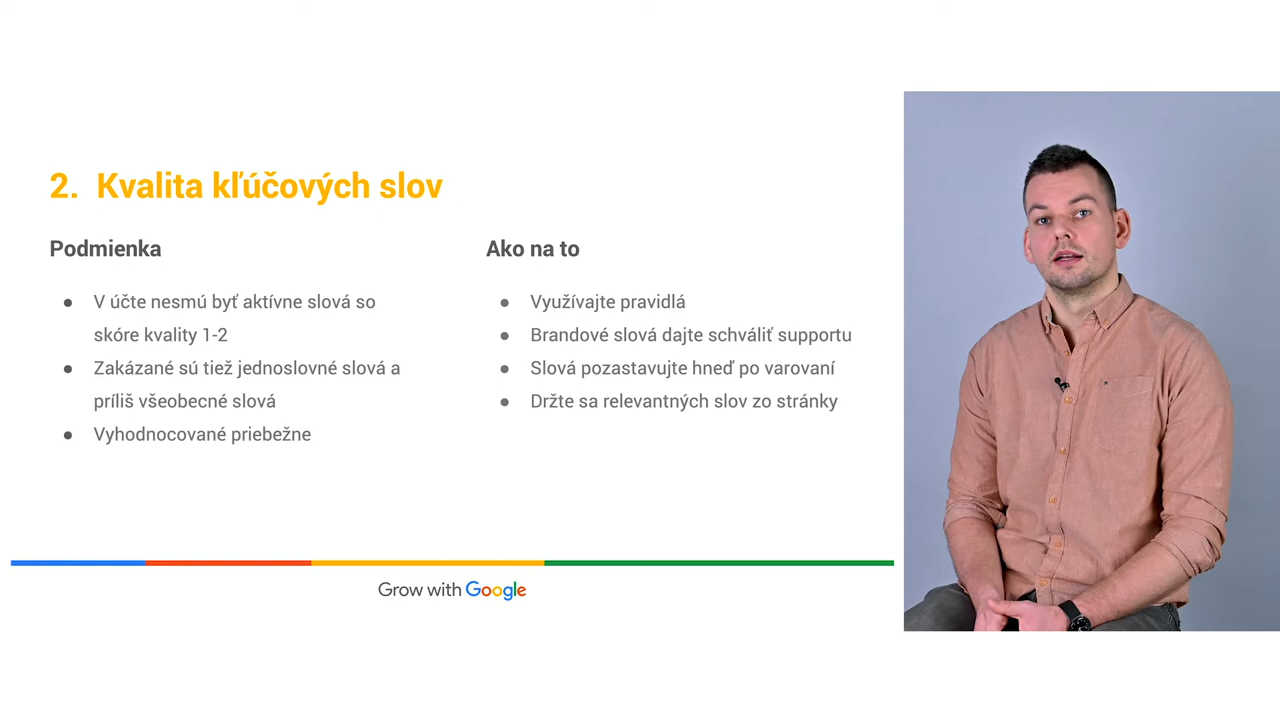 2. Kvalita kľúčových slov
Podmienka
● V účte nesmú byť aktívne slová so
skóre kvality 1-2
● Zakázané sú tiež jednoslovné slová a
príliš všeobecné slová
● Vyhodnocované priebežne
Ako na to
● Využívajte pravidlá
● Brandové slová dajte schváliť supportu
● Slová pozastavujte hneď po varovaní
● Držte sa relevantných slov zo stránky
Grow with Google